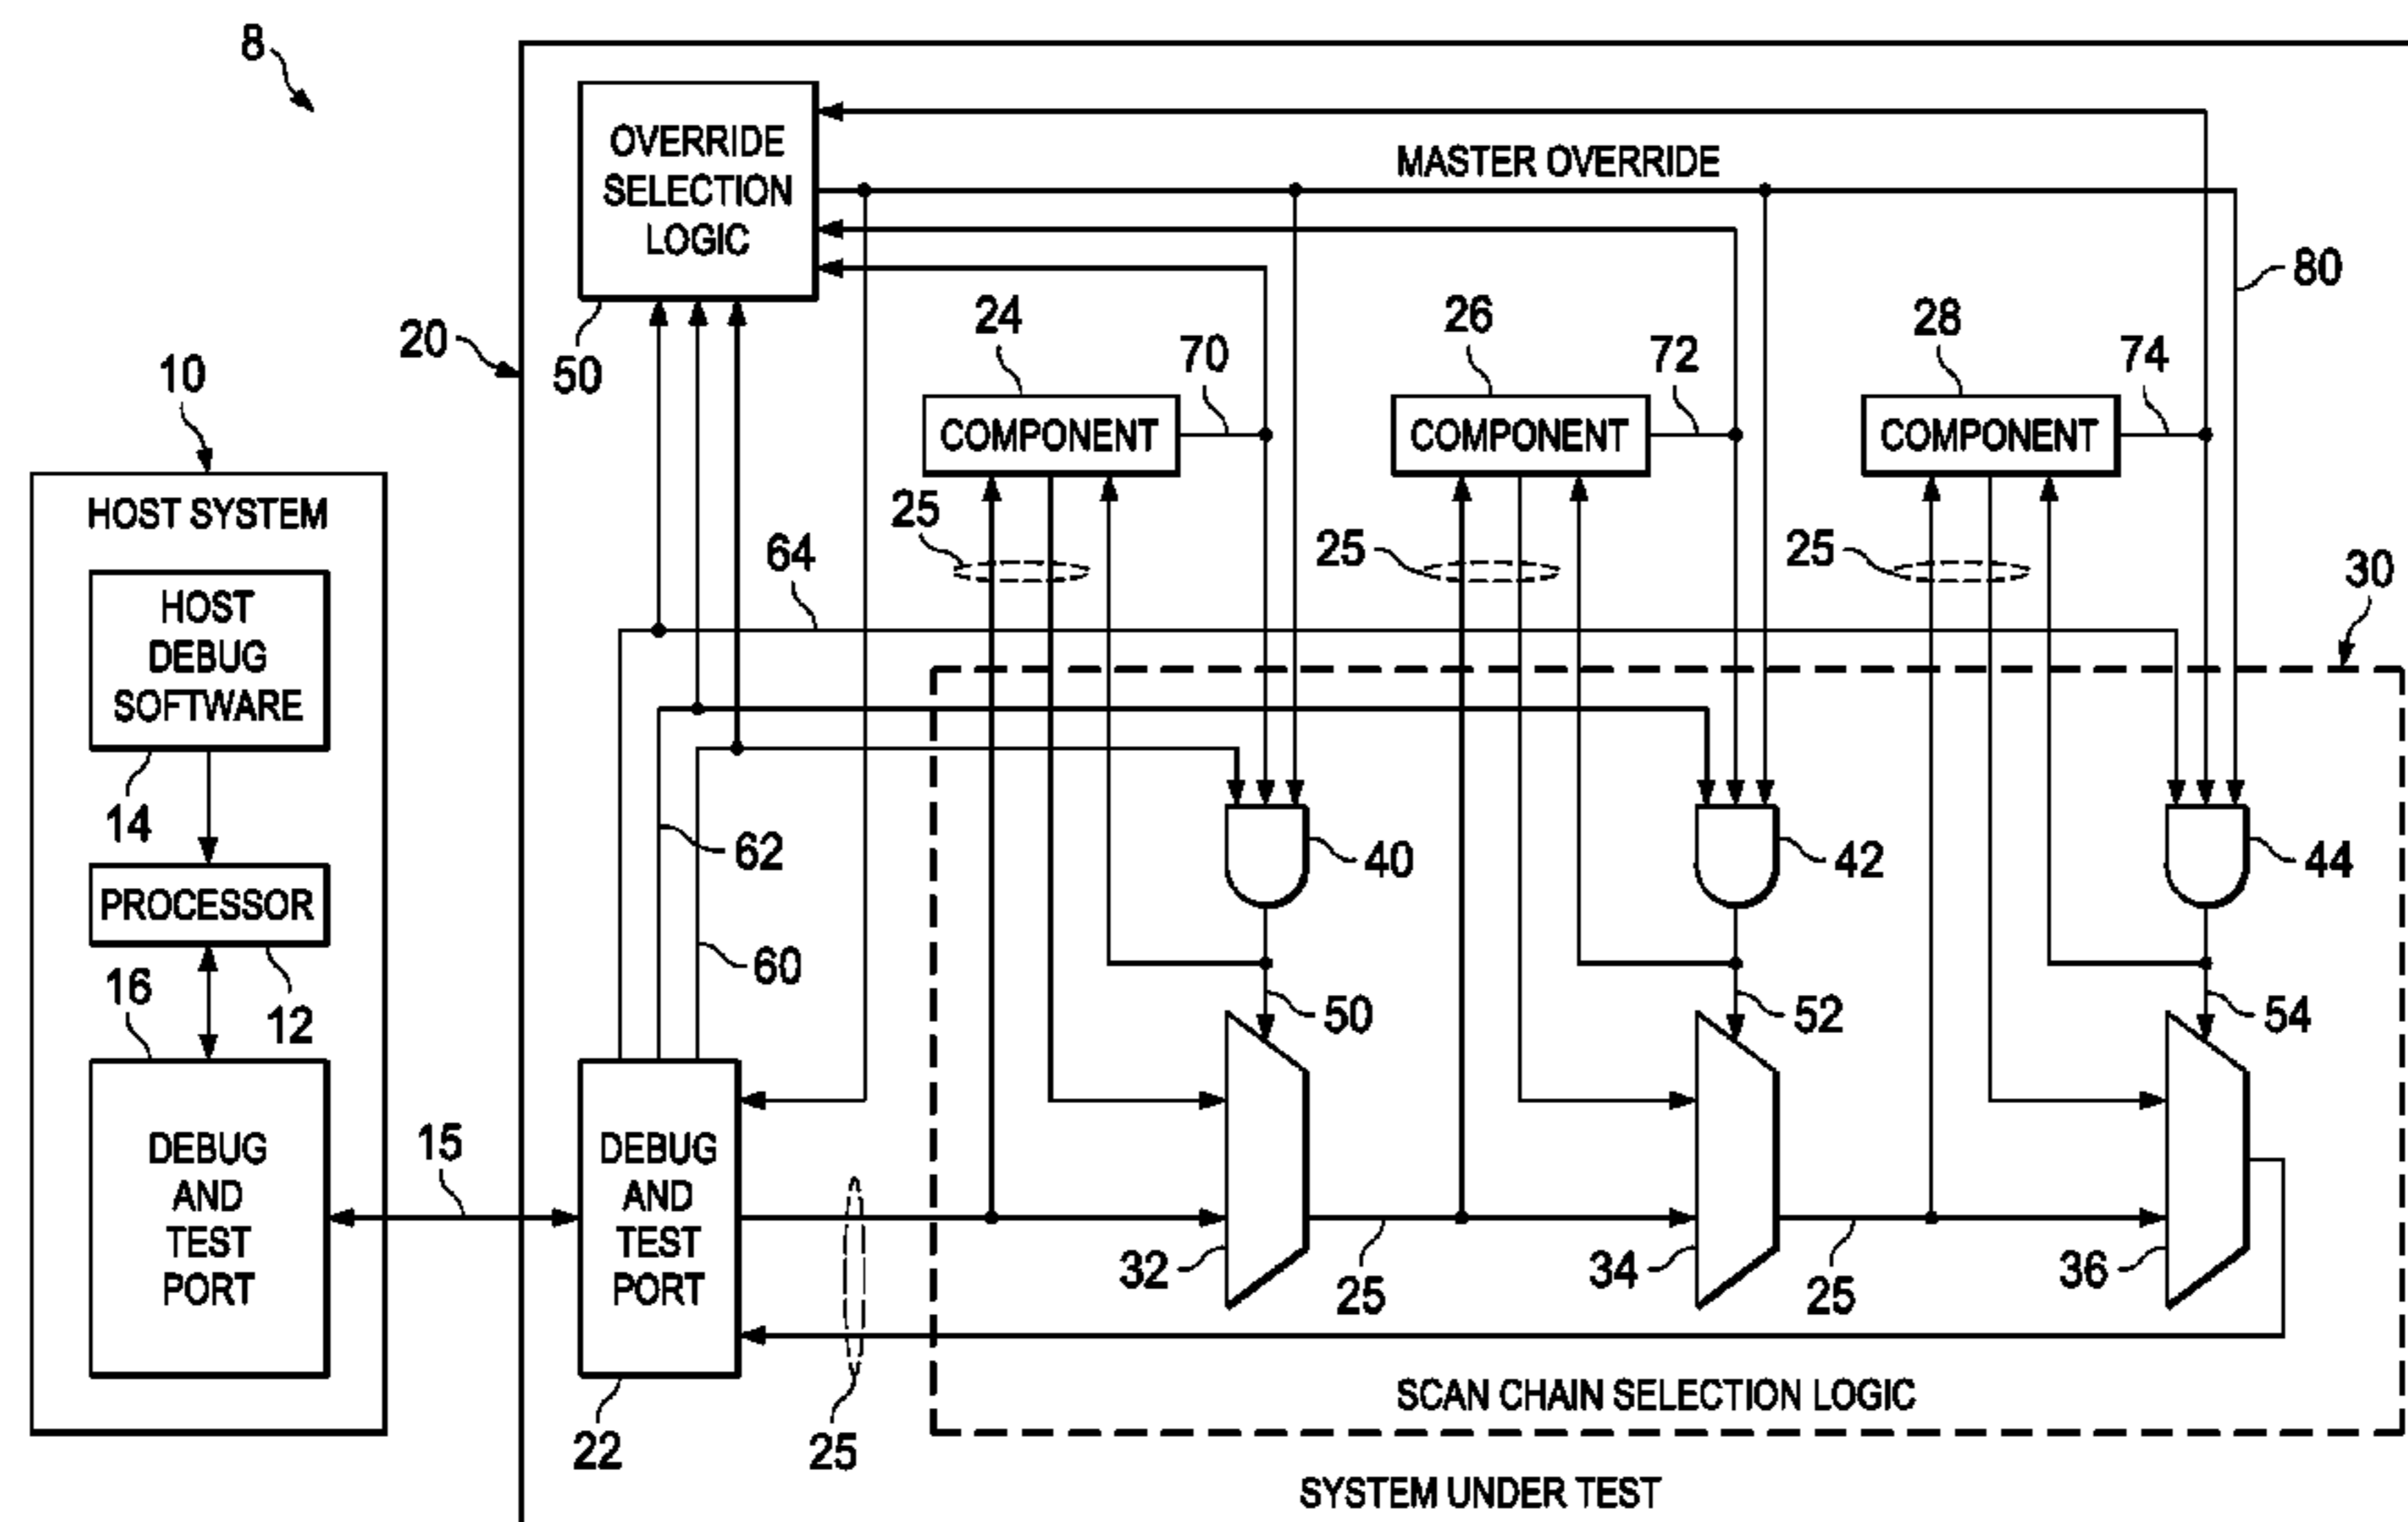 8
OVERRIDE
SELECTION
LOGIC
MASTER OVERRIDE
80
20
50
24
70
26
72
28
74
10
COMPONENT
COMPONENT
COMPONENT
HOST SYSTEM
25
25
25
64
30
HOST
DEBUG
SOFTWARE
14
62
40
42
44
PROCESSOR
16
12
60
50
52
54
DEBUG
AND
TEST
PORT
15
DEBUG
AND
TEST
PORT
32
25
34
25
36
22
25
SCAN CHAIN SELECTION LOGIC
SYSTEM UNDER TEST